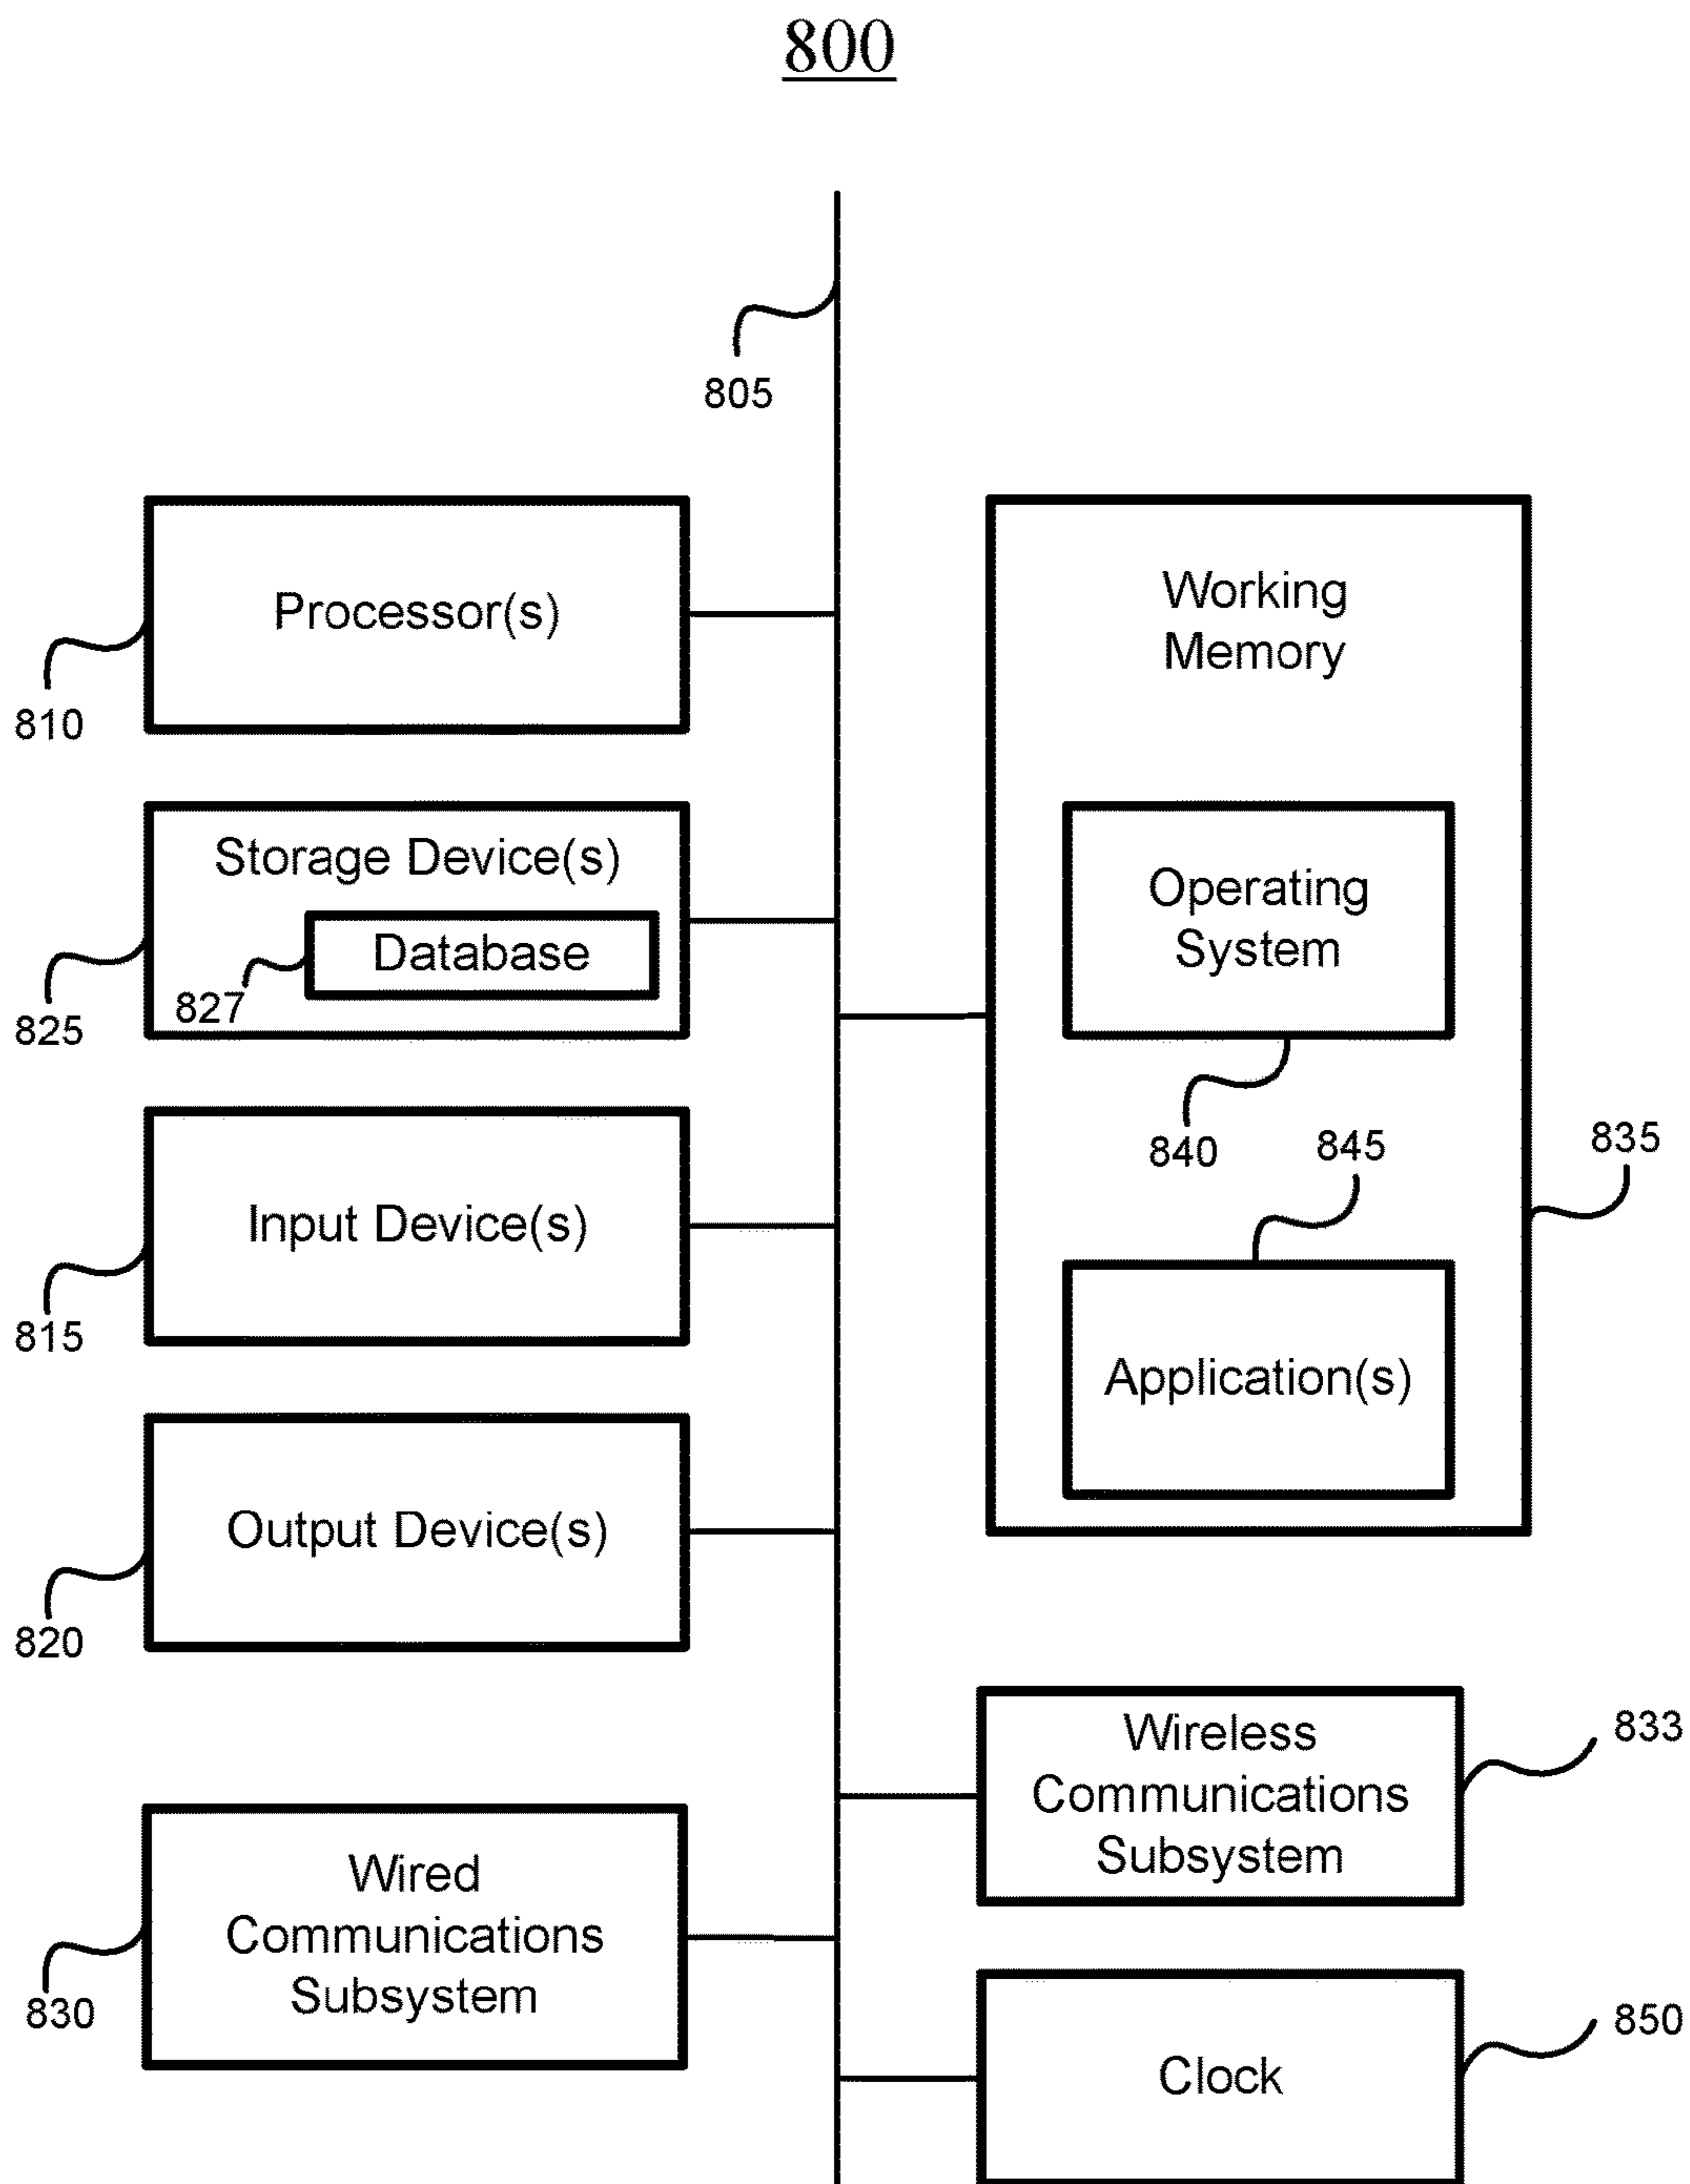 800
805
Processor(s)
810
Storage Device(s)
Database
827
825
Input Device(s)
815
Output Device(s)
820
Wired
Communications
Subsystem
830
Working
Memory
Operating
System
840
845
835
Application(s)
Wireless
Communications
Subsystem
833
Clock
850